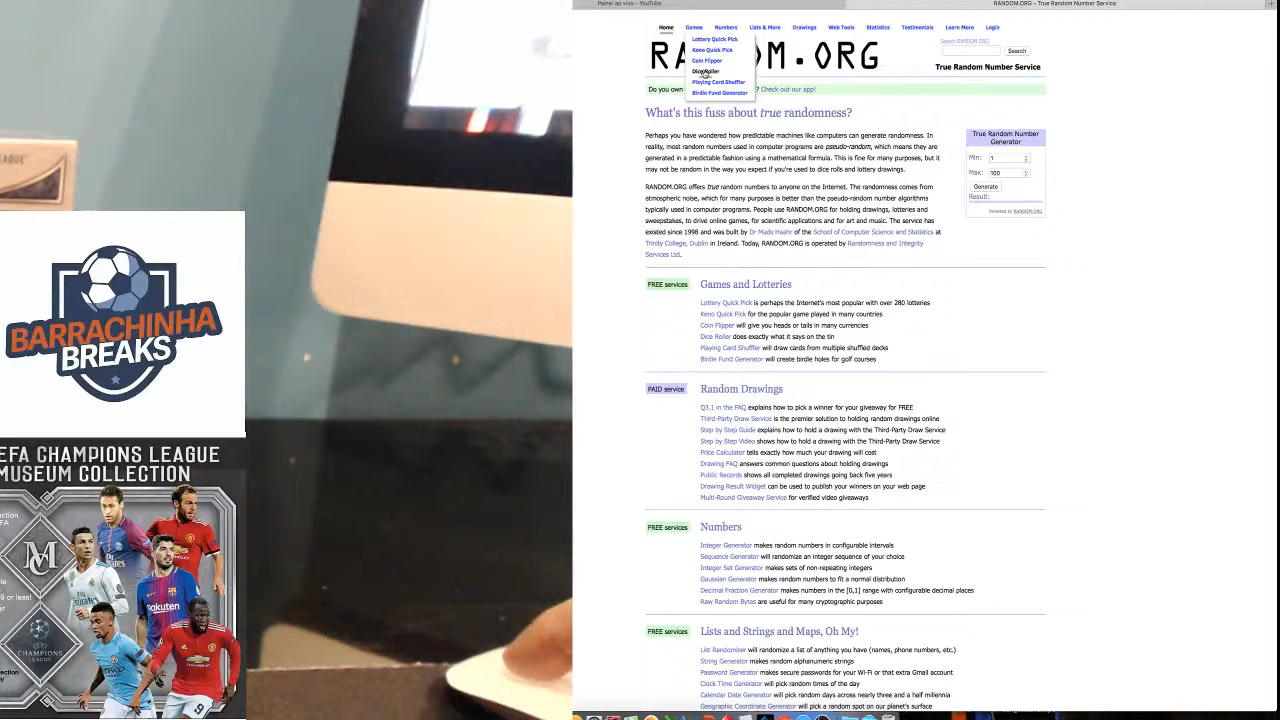 Painel ao vivo - YouTube
RANDOM.ORG - True Random Number Service
Home Games Numbers Lists & More Drawings Web Tools Statistics Testimonials Learn More Login
Lottery Quick Pick
Keno Quick Pick
Coin Flipper
Dice Roller
Playing Card Shuffler
Birdie Fund Generator
Search RANDOM.ORG
Search
True Random Number Service
Do you own ? Check out our app!
What's this fuss about true randomness?
Perhaps you have wondered how predictable machines like computers can generate randomness. In
reality, most random numbers used in computer programs are pseudo-random, which means they are
generated in a predictable fashion using a mathematical formula. This is fine for many purposes, but it
may not be random in the way you expect if you're used to dice rolls and lottery drawings.
RANDOM.ORG offers true random numbers to anyone on the Internet. The randomness comes from
atmospheric noise, which for many purposes is better than the pseudo-random number algorithms
typically used in computer programs. People use RANDOM.ORG for holding drawings, lotteries and
sweepstakes, to drive online games, for scientific applications and for art and music. The service has
existed since 1998 and was built by Dr Mads Haahr of the School of Computer Science and Statistics at
Trinity College, Dublin in Ireland. Today, RANDOM.ORG is operated by Randomness and Integrity
Services Ltd.
True Random Number
Generator
Min: 1
Max: 100
Generate
Result:
Powered by RANDOM.ORG
FREE services
Games and Lotteries
Lottery Quick Pick is perhaps the Internet's most popular with over 280 lotteries
Keno Quick Pick for the popular game played in many countries
Coin Flipper will give you heads or tails in many currencies
Dice Roller does exactly what it says on the tin
Playing Card Shuffler will draw cards from multiple shuffled decks
Birdie Fund Generator will create birdie holes for golf courses
PAID service
Random Drawings
Q3.1 in the FAQ explains how to pick a winner for your giveaway for FREE
Third-Party Draw Service is the premier solution to holding random drawings online
Step by Step Guide explains how to hold a drawing with the Third-Party Draw Service
Step by Step Video shows how to hold a drawing with the Third-Party Draw Service
Price Calculator tells exactly how much your drawing will cost
Drawing FAQ answers common questions about holding drawings
Public Records shows all completed drawings going back five years
Drawing Result Widget can be used to publish your winners on your web page
Multi-Round Giveaway Service for verified video giveaways
FREE services
Numbers
Integer Generator makes random numbers in configurable intervals
Sequence Generator will randomize an integer sequence of your choice
Integer Set Generator makes sets of non-repeating integers
Gaussian Generator makes random numbers to fit a normal distribution
Decimal Fraction Generator makes numbers in the [0,1] range with configurable decimal places
Raw Random Bytes are useful for many cryptographic purposes
FREE services
Lists and Strings and Maps, Oh My!
List Randomizer will randomize a list of anything you have (names, phone numbers, etc.)
String Generator makes random alphanumeric strings
Password Generator makes secure passwords for your Wi-Fi or that extra Gmail account
Clock Time Generator will pick random times of the day
Calendar Date Generator will pick random days across nearly three and a half millennia
Geographic Coordinate Generator will pick a random spot on our planet's surface
GARRACHINHA
BREAKS
EFA CHAMPIONS LEAGUE
UM COLLECTION
ction
FA
9 or less.
CHAMPIONS
LEAGUE